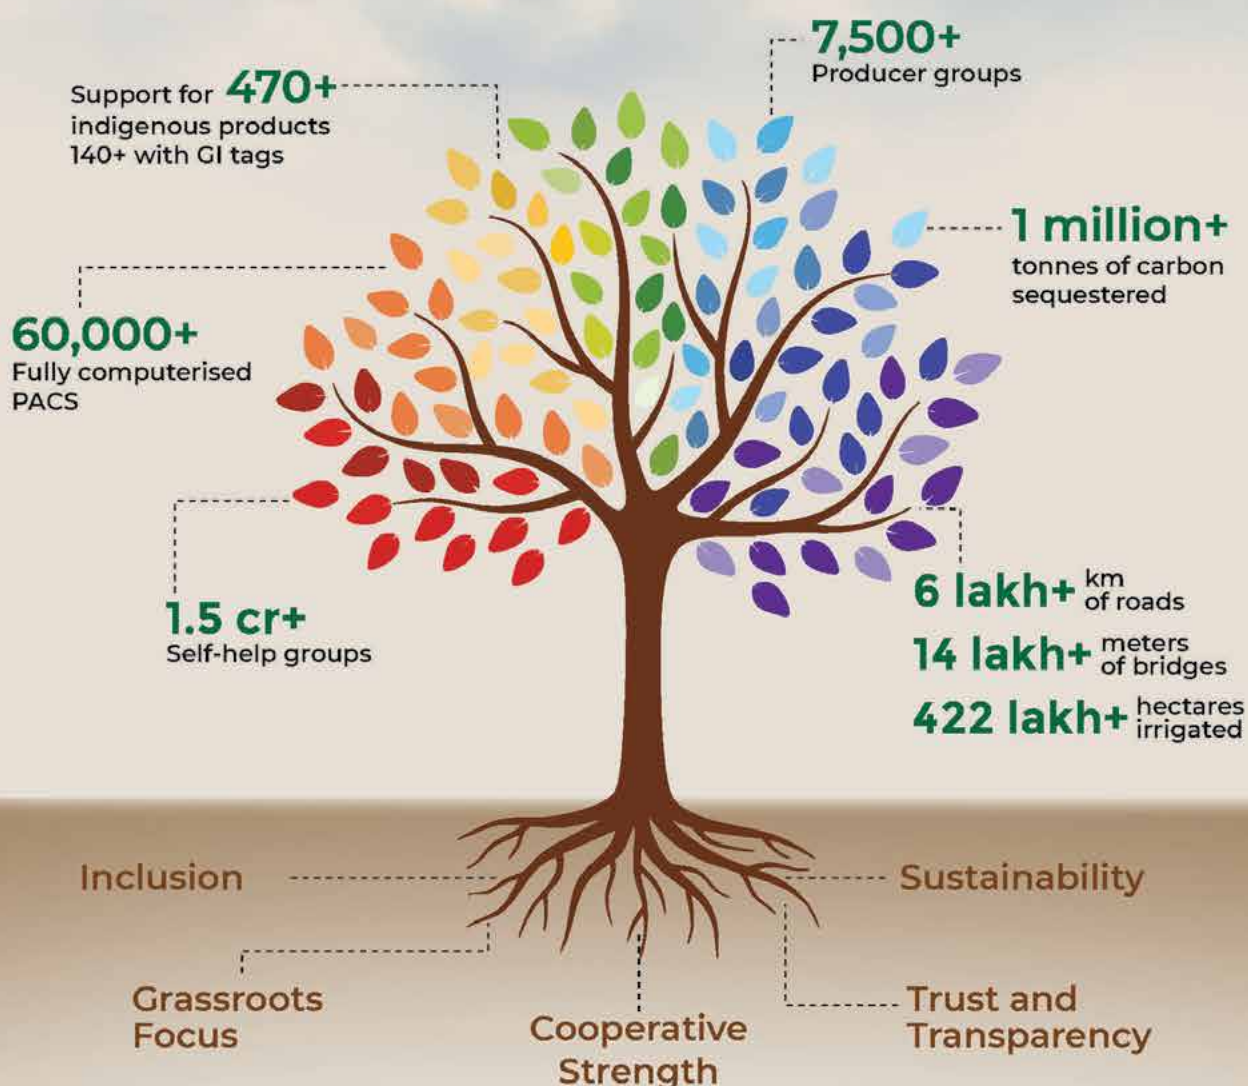 7,500+
Producer groups
Support for 470+
indigenous products
140+ with GI tags
1 million+
tonnes of carbon
sequestered
60,000+
Fully computerised
PACS
1.5 cr+
Self-help groups
6 lakh+ km
of roads
14 lakh+ meters
of bridges
422 lakh+ hectares
irrigated
Inclusion
Sustainability
Grassroots
Focus
Cooperative
Strength
Trust and
Transparency